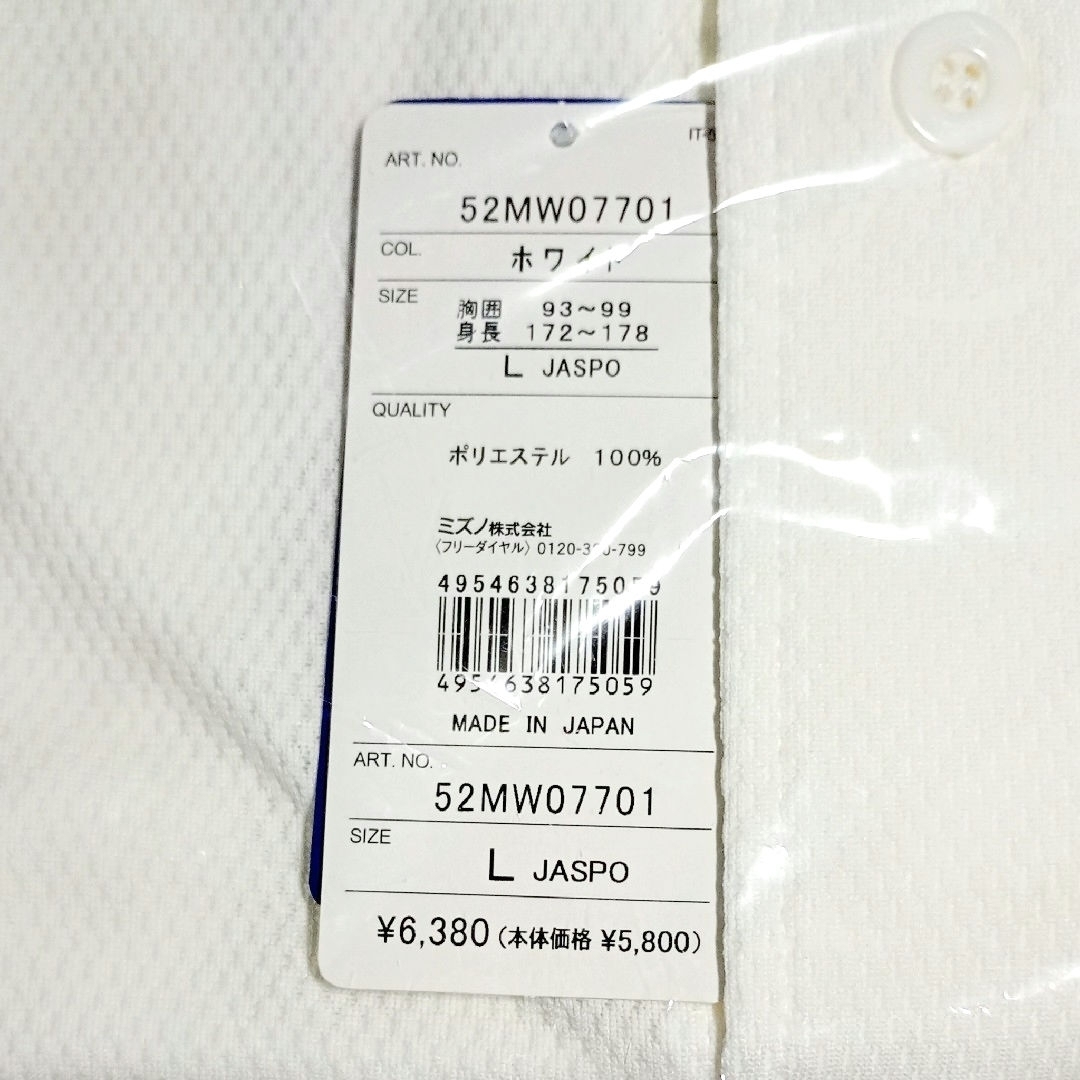 ART. NO.
52MW07701
COL. ホワイト
SIZE 胸囲 93～99
身長 172～178
L JASPO
QUALITY
ポリエステル 100%
ミズノ株式会社
〈フリーダイヤル〉
4954638175059
4954638175059
MADE IN JAPAN
ART. NO.
52MW07701
SIZE
L JASPO
¥6,380(本体価格 ¥5,800)